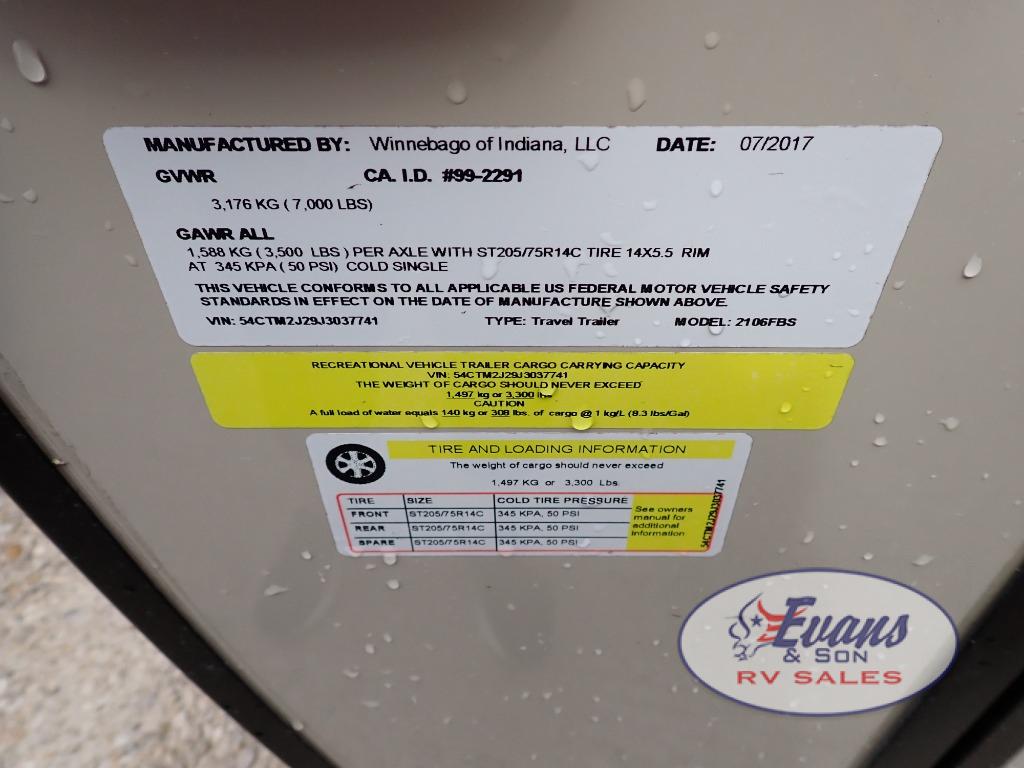 MANUFACTURED BY: Winnebago of Indiana, LLC DATE: 07/2017
GVWR CA. I.D. #99-2291
3,176 KG ( 7,000 LBS)
GAWR ALL
1,588 KG ( 3,500 LBS ) PER AXLE WITH ST205/75R14C TIRE 14X5.5 RIM
AT 345 KPA ( 50 PSI) COLD SINGLE
THIS VEHICLE CONFORMS TO ALL APPLICABLE US FEDERAL MOTOR VEHICLE SAFETY
STANDARDS IN EFFECT ON THE DATE OF MANUFACTURE SHOWN ABOVE.
VIN: 54CTM2J29J3037741 TYPE: Travel Trailer MODEL: 2106FBS
RECREATIONAL VEHICLE TRAILER CARGO CARRYING CAPACITY
VIN: 54CTM2J29J3037741
THE WEIGHT OF CARGO SHOULD NEVER EXCEED
1,497 kg or 3,300 lbs
CAUTION
A full load of water equals 140 kg or 308 lbs. of cargo @ 1 kg/L (8.3 lbs/Gal)
TIRE AND LOADING INFORMATION
The weight of cargo should never exceed
1,497 KG or 3,300 Lbs.
TIRE SIZE COLD TIRE PRESSURE
FRONT ST205/75R14C 345 KPA, 50 PSI
REAR ST205/75R14C 345 KPA, 50 PSI
SPARE ST205/75R14C 345 KPA, 50 PSI
See owners
manual for
additional
information
54CTM2J29J3037741
Evans
& SON
RV SALES